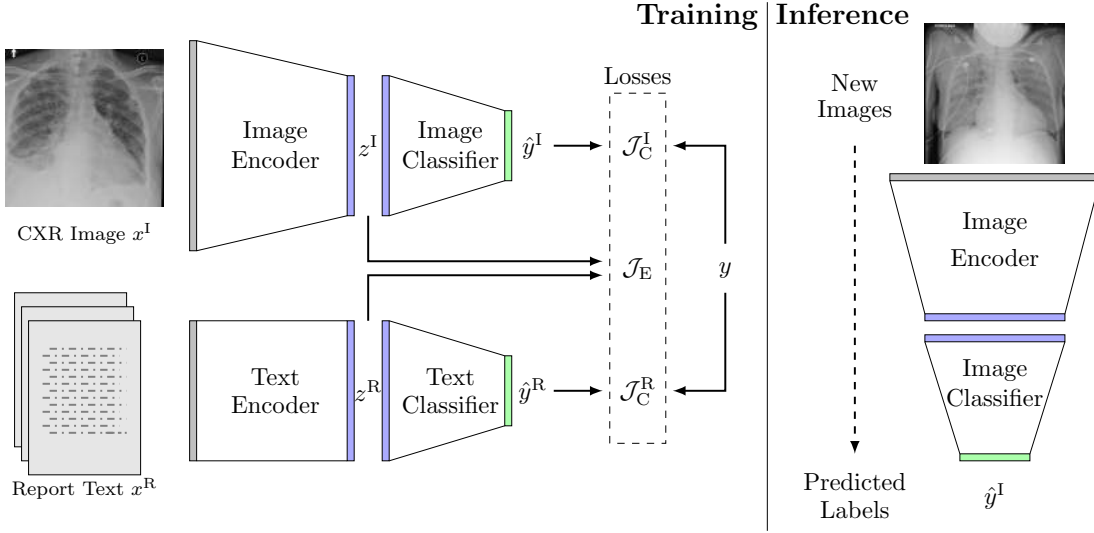 Training
Inference
Losses
Image
Encoder
z^I
Image
Classifier
ŷ^I
𝒥_C^I
CXR Image x^I
𝒥_E
y
Text
Encoder
z^R
Text
Classifier
ŷ^R
𝒥_C^R
Report Text x^R
New
Images
Image
Encoder
Image
Classifier
Predicted
Labels
ŷ^I